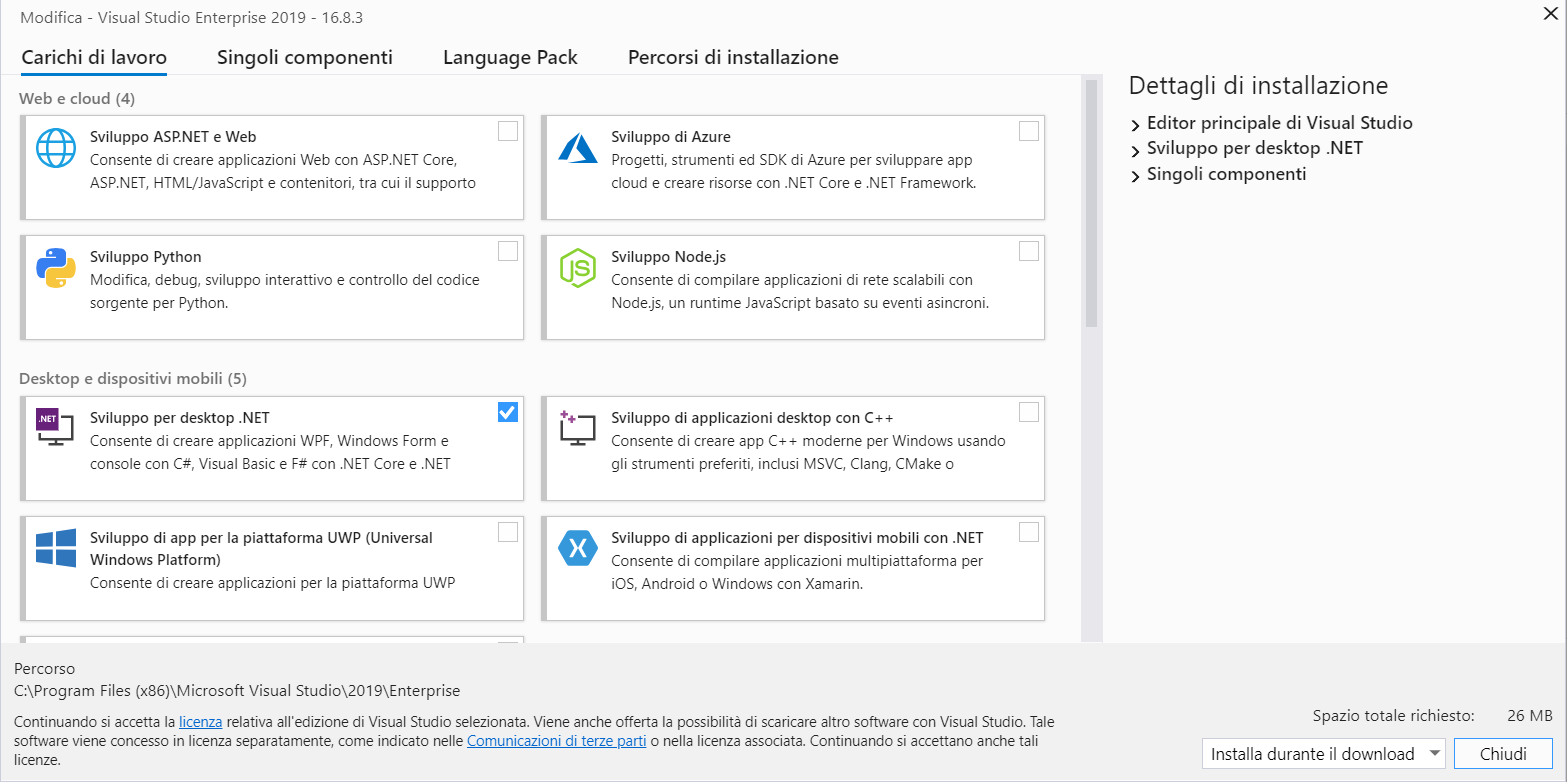 Modifica - Visual Studio Enterprise 2019 - 16.8.3
Carichi di lavoro
Singoli componenti
Language Pack
Percorsi di installazione
Web e cloud (4)
Sviluppo ASP.NET e Web
Consente di creare applicazioni Web con ASP.NET Core,
ASP.NET, HTML/JavaScript e contenitori, tra cui il supporto
Sviluppo di Azure
Progetti, strumenti ed SDK di Azure per sviluppare app
cloud e creare risorse con .NET Core e .NET Framework.
Sviluppo Python
Modifica, debug, sviluppo interattivo e controllo del codice
sorgente per Python.
JS
Sviluppo Node.js
Consente di compilare applicazioni di rete scalabili con
Node.js, un runtime JavaScript basato su eventi asincroni.
Desktop e dispositivi mobili (5)
.NET
Sviluppo per desktop .NET
Consente di creare applicazioni WPF, Windows Form e
console con C#, Visual Basic e F# con .NET Core e .NET
++
Sviluppo di applicazioni desktop con C++
Consente di creare app C++ moderne per Windows usando
gli strumenti preferiti, inclusi MSVC, Clang, CMake o
Sviluppo di app per la piattaforma UWP (Universal
Windows Platform)
Consente di creare applicazioni per la piattaforma UWP
X
Sviluppo di applicazioni per dispositivi mobili con .NET
Consente di compilare applicazioni multipiattaforma per
iOS, Android o Windows con Xamarin.
Dettagli di installazione
Editor principale di Visual Studio
Sviluppo per desktop .NET
Singoli componenti
Percorso
C:\Program Files (x86)\Microsoft Visual Studio\2019\Enterprise
Continuando si accetta la licenza relativa all'edizione di Visual Studio selezionata. Viene anche offerta la possibilità di scaricare altro software con Visual Studio. Tale
software viene concesso in licenza separatamente, come indicato nelle Comunicazioni di terze parti o nella licenza associata. Continuando si accettano anche tali
licenze.
Spazio totale richiesto: 26 MB
Installa durante il download
Chiudi